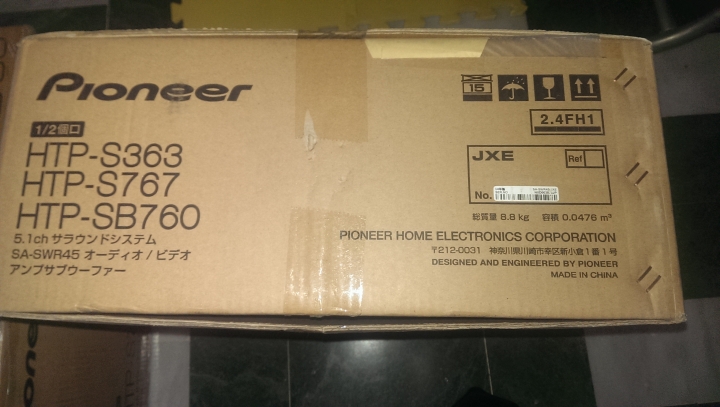 Pioneer
1/2個口
HTP-S363
HTP-S767
HTP-SB760
5.1ch サラウンドシステム
SA-SWR45 オーディオ / ビデオ
アンプサブウーファー
15
2.4FH1
JXE
Ref
No.
総質量 8.8 kg 容積 0.0476 m³
PIONEER HOME ELECTRONICS CORPORATION
〒212-0031 神奈川県川崎市幸区新小倉1番1号
DESIGNED AND ENGINEERED BY PIONEER
MADE IN CHINA